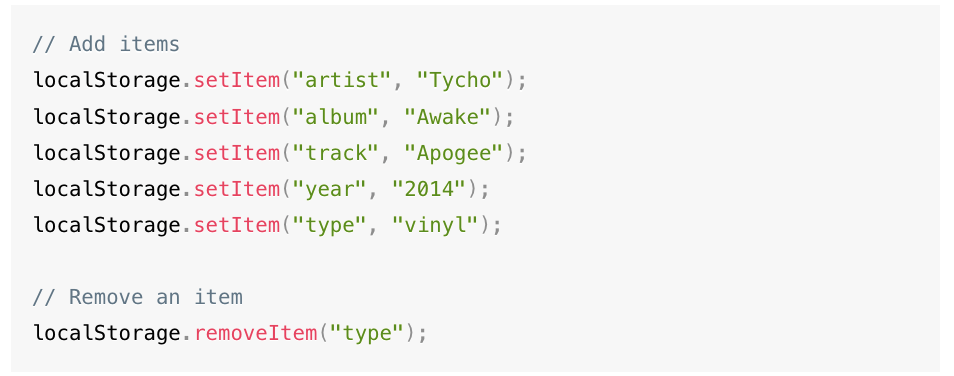 // Add items
localStorage.setItem("artist", "Tycho");
localStorage.setItem("album", "Awake");
localStorage.setItem("track", "Apogee");
localStorage.setItem("year", "2014");
localStorage.setItem("type", "vinyl");

// Remove an item
localStorage.removeItem("type");